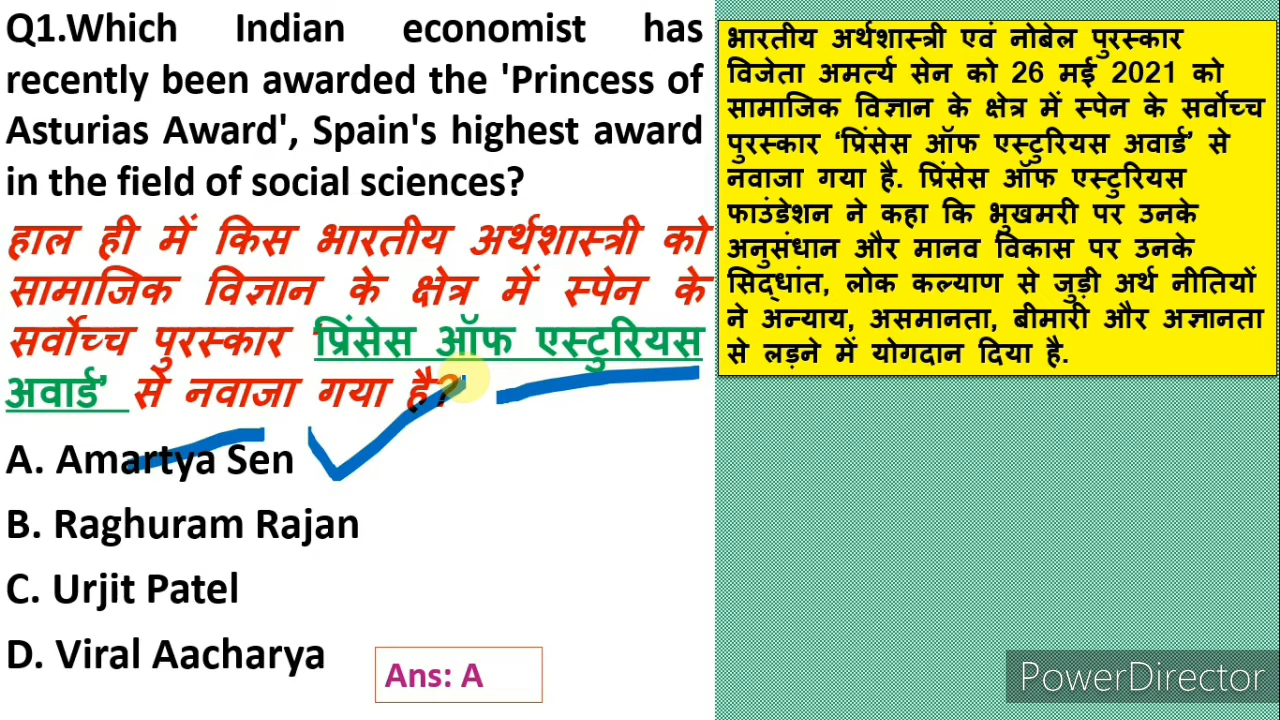 Q1.Which Indian economist has
recently been awarded the 'Princess of
Asturias Award', Spain's highest award
in the field of social sciences?
हाल ही में किस भारतीय अर्थशास्त्री को
सामाजिक विज्ञान के क्षेत्र में स्पेन के
सर्वोच्च पुरस्कार प्रिंसेस ऑफ एस्टुरियस
अवार्ड’ से नवाजा गया है?'
A. Amartya Sen
B. Raghuram Rajan
C. Urjit Patel
D. Viral Aacharya
Ans: A
भारतीय अर्थशास्त्री एवं नोबेल पुरस्कार
विजेता अमर्त्य सेन को 26 मई 2021 को
सामाजिक विज्ञान के क्षेत्र में स्पेन के सर्वोच्च
पुरस्कार ‘प्रिंसेस ऑफ एस्टुरियस अवार्ड’ से
नवाजा गया है. प्रिंसेस ऑफ एस्टुरियस
फाउंडेशन ने कहा कि भुखमरी पर उनके
अनुसंधान और मानव विकास पर उनके
सिद्धांत, लोक कल्याण से जुड़ी अर्थ नीतियों
ने अन्याय, असमानता, बीमारी और अज्ञानता
से लड़ने में योगदान दिया है.
PowerDirector